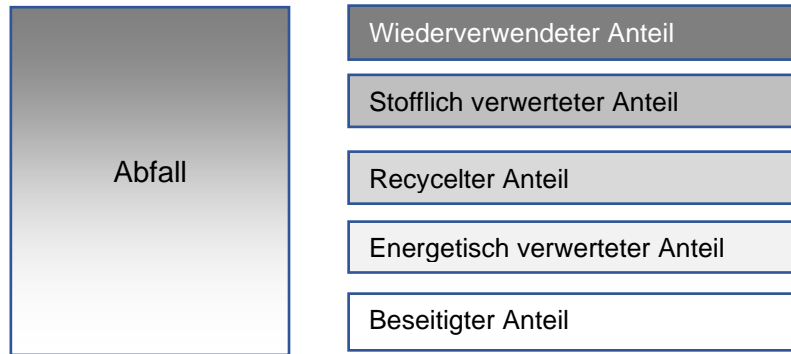 Abfall
Wiederverwendeter Anteil
Stofflich verwerteter Anteil
Recycelter Anteil
Energetisch verwerteter Anteil
Beseitigter Anteil